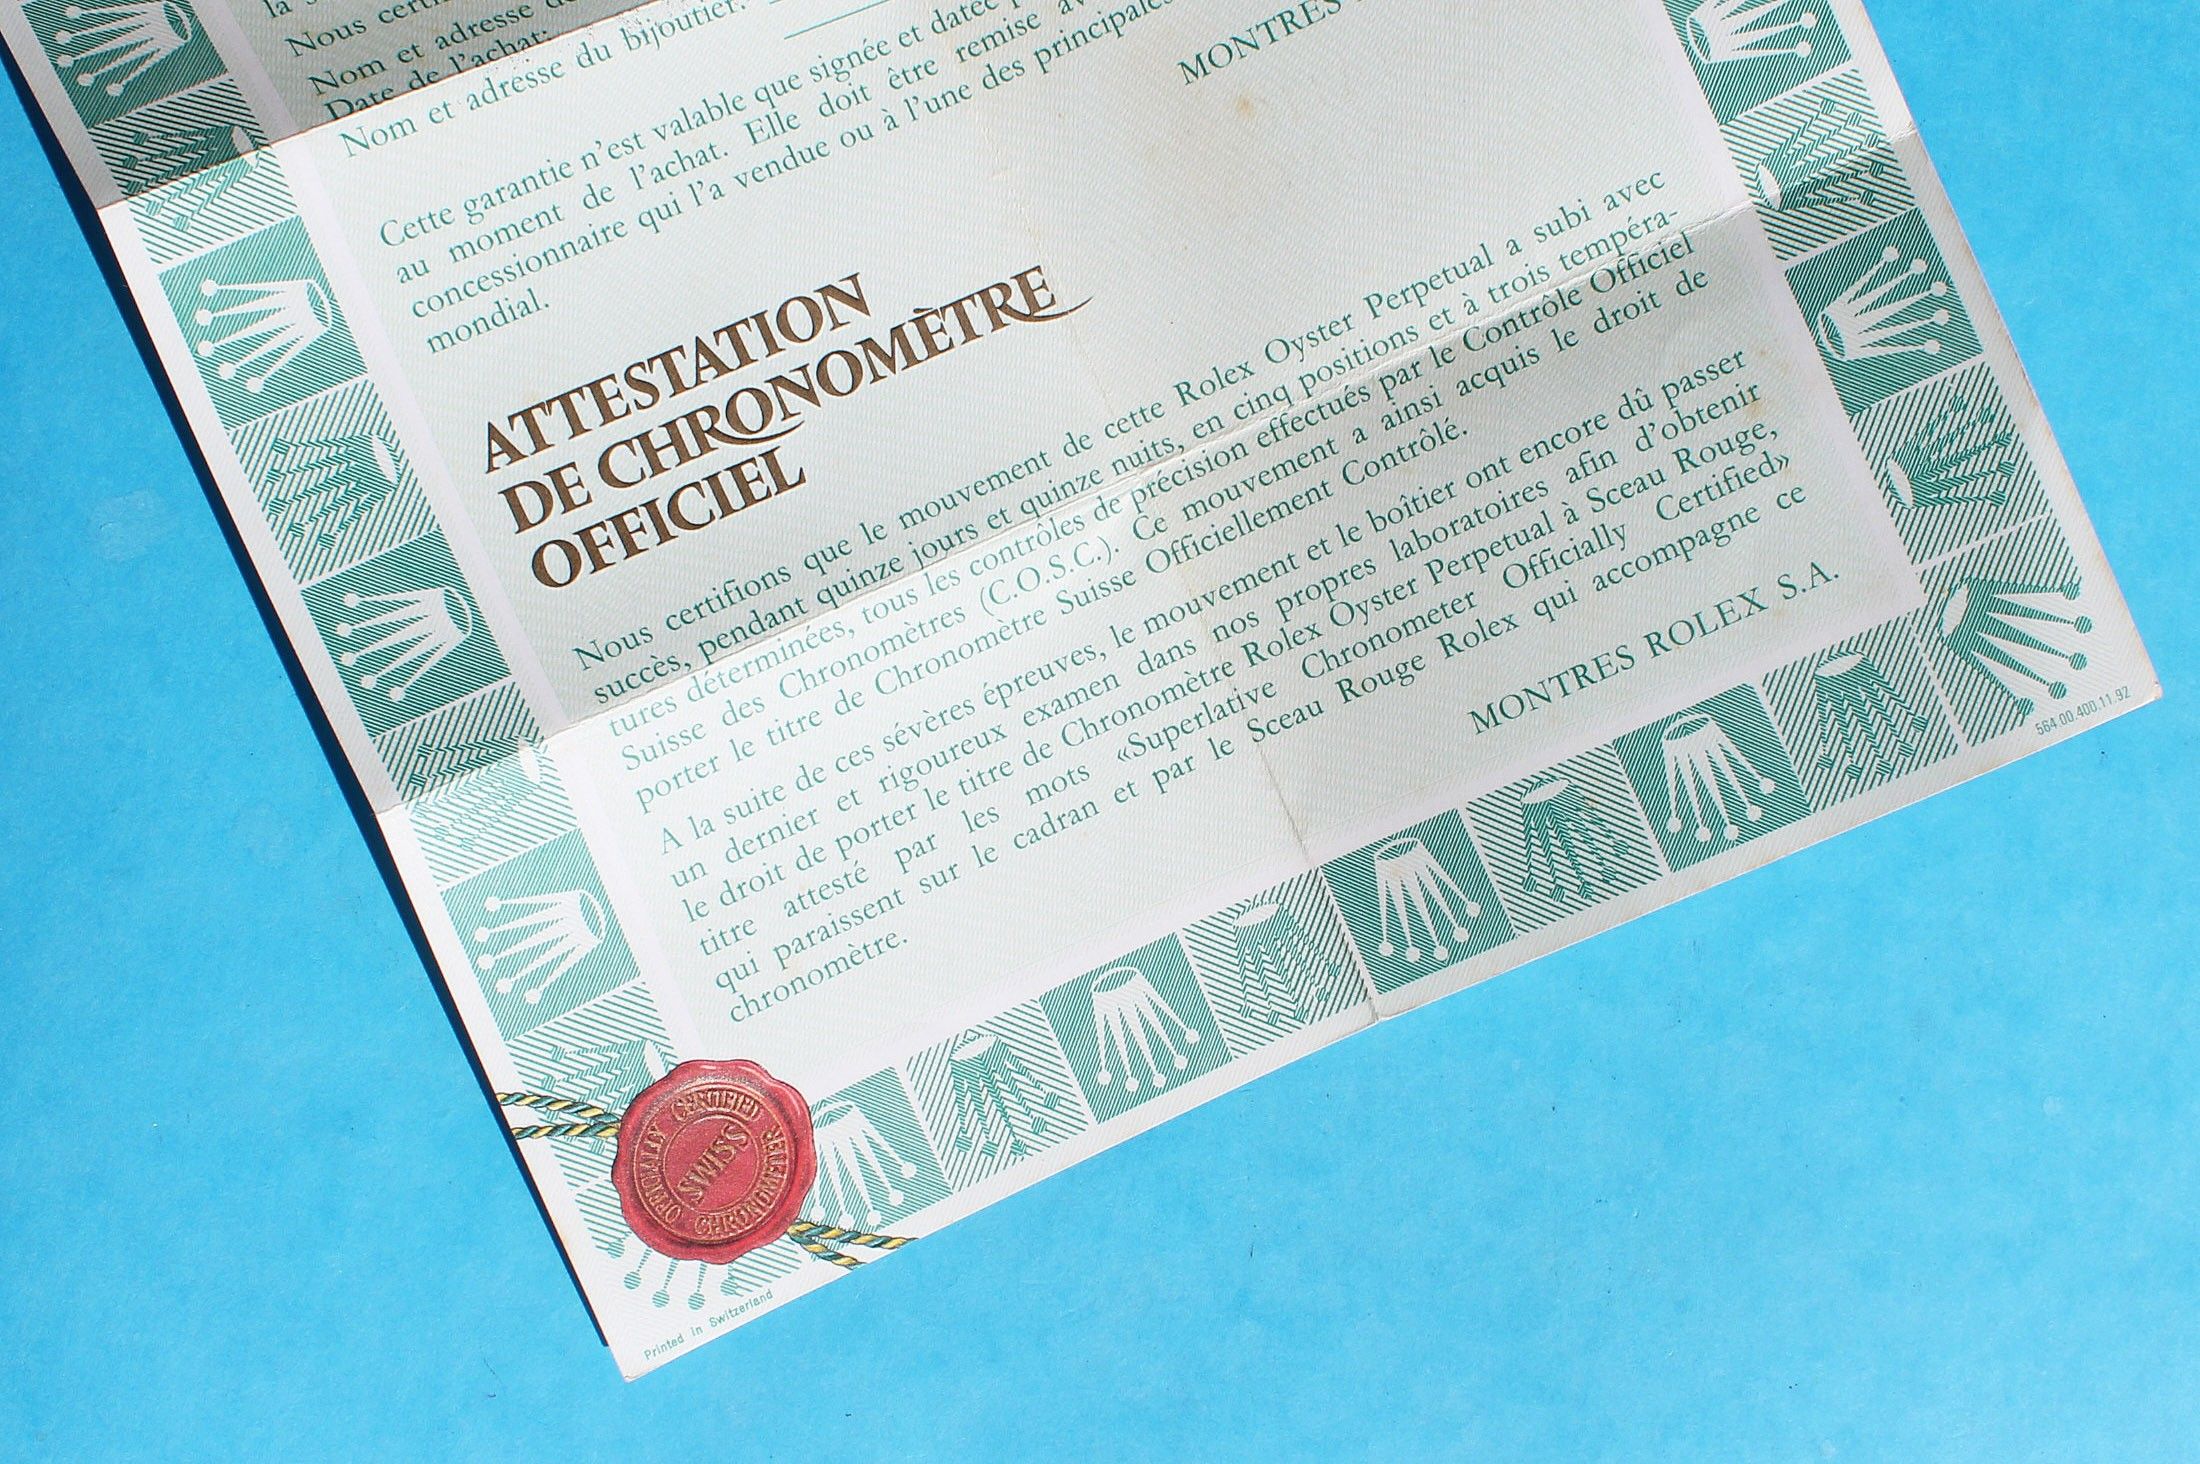 Nous certi
Nom et adresse d
Date de l'achat:
Nom et adresse du bijoutier:
Cette garantie n'est valable que signée et datée
au moment de l'achat. Elle doit être remise
concessionnaire qui l'a vendue ou à l'une des principales
mondial.
MONTRES
ATTESTATION
DE CHRONOMÈTRE
OFFICIEL
Nous certifions que le mouvement de cette Rolex Oyster Perpetual a subi avec
succès, pendant quinze jours et quinze nuits, en cinq positions et à trois tempéra-
tures déterminées, tous les contrôles de précision effectués par le Contrôle Officiel
Suisse des Chronomètres (C.O.S.C.). Ce mouvement a ainsi acquis le droit de
porter le titre de Chronomètre Suisse Officiellement Contrôlé.
A la suite de ces sévères épreuves, le mouvement et le boîtier ont encore dû passer
un dernier et rigoureux examen dans nos propres laboratoires afin d'obtenir
le droit de porter le titre de Chronomètre Rolex Oyster Perpetual à Sceau Rouge,
titre attesté par les mots «Superlative Chronometer Officially Certified»
qui paraissent sur le cadran et par le Sceau Rouge Rolex qui accompagne ce
chronomètre.
MONTRES ROLEX S.A.
564.00.400.11.92
OFFICIALLY CERTIFIED
SWISS
CHRONOMETER
Printed in Switzerland